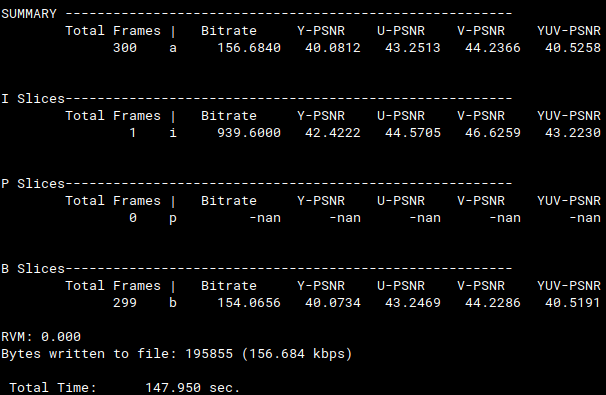 SUMMARY --------------------------------------------------------
Total Frames | Bitrate Y-PSNR U-PSNR V-PSNR YUV-PSNR
300 a 156.6840 40.0812 43.2513 44.2366 40.5258
I Slices--------------------------------------------------------
Total Frames | Bitrate Y-PSNR U-PSNR V-PSNR YUV-PSNR
1 i 939.6000 42.4222 44.5705 46.6259 43.2230
P Slices--------------------------------------------------------
Total Frames | Bitrate Y-PSNR U-PSNR V-PSNR YUV-PSNR
0 p -nan -nan -nan -nan -nan
B Slices--------------------------------------------------------
Total Frames | Bitrate Y-PSNR U-PSNR V-PSNR YUV-PSNR
299 b 154.0656 40.0734 43.2469 44.2286 40.5191
RVM: 0.000
Bytes written to file: 195855 (156.684 kbps)
Total Time: 147.950 sec.